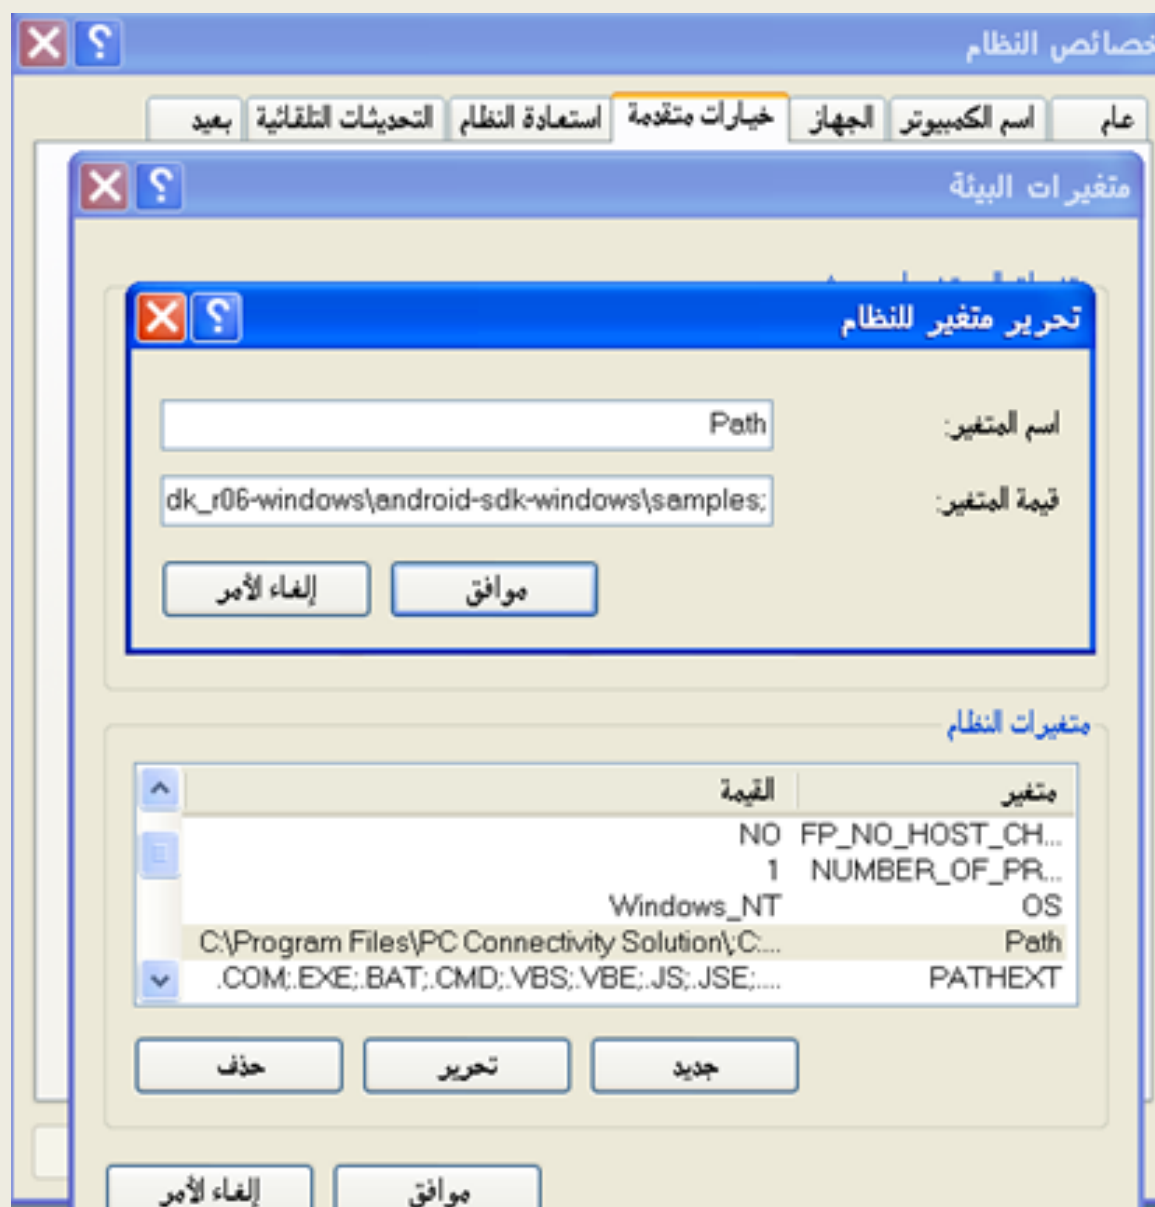 خصائص النظام
عام
اسم الكمبيوتر
الجهاز
خيارات متقدمة
استعادة النظام
التحديثات التلقائية
بعيد
متغيرات البيئة
تحرير متغير للنظام
اسم المتغير:
Path
قيمة المتغير:
dk_r06-windows\android-sdk-windows\samples;
موافق
إلغاء الأمر
متغيرات النظام
متغير
القيمة
FP_NO_HOST_CH...
NO
NUMBER_OF_PR...
1
OS
Windows_NT
Path
C:\Program Files\PC Connectivity Solution\;C:...
PATHEXT
.COM;.EXE;.BAT;.CMD;.VBS;.VBE;.JS;.JSE;....
جديد
تحرير
حذف
موافق
إلغاء الأمر